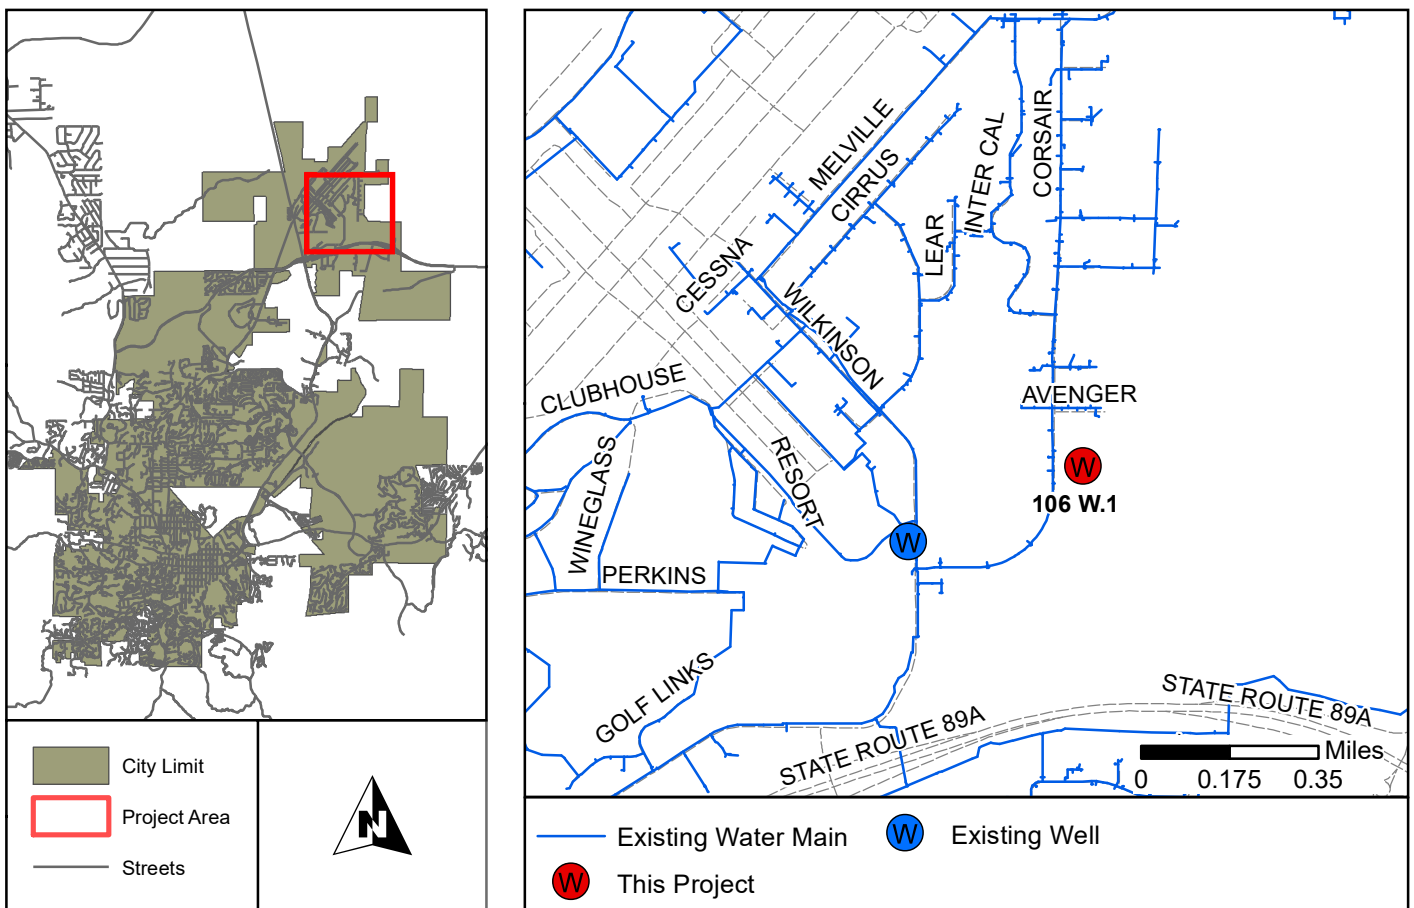 City Limit
Project Area
Streets
N
MELVILLE
CIRRUS
INTER CAL
CORSAIR
LEAR
CESSNA
WILKINSON
CLUBHOUSE
AVENGER
WINEGLASS
RESORT
W
106 W.1
W
PERKINS
GOLF LINKS
STATE ROUTE 89A
STATE ROUTE 89A
Miles
0 0.175 0.35
Existing Water Main
W Existing Well
W This Project